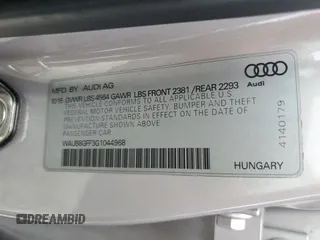 MFD. BY: AUDI AG
10/15 GVWR LBS 4564 GAWR LBS FRONT 2381 / REAR 2293
THIS VEHICLE CONFORMS TO ALL APPLICABLE
FEDERAL MOTOR VEHICLE SAFETY, BUMPER AND THEFT
PREVENTION STANDARDS IN EFFECT ON THE DATE OF
MANUFACTURE SHOWN ABOVE.
PASSENGER CAR
WAUB8GFF3G1044968
Audi
4140179
HUNGARY
DREAMBID